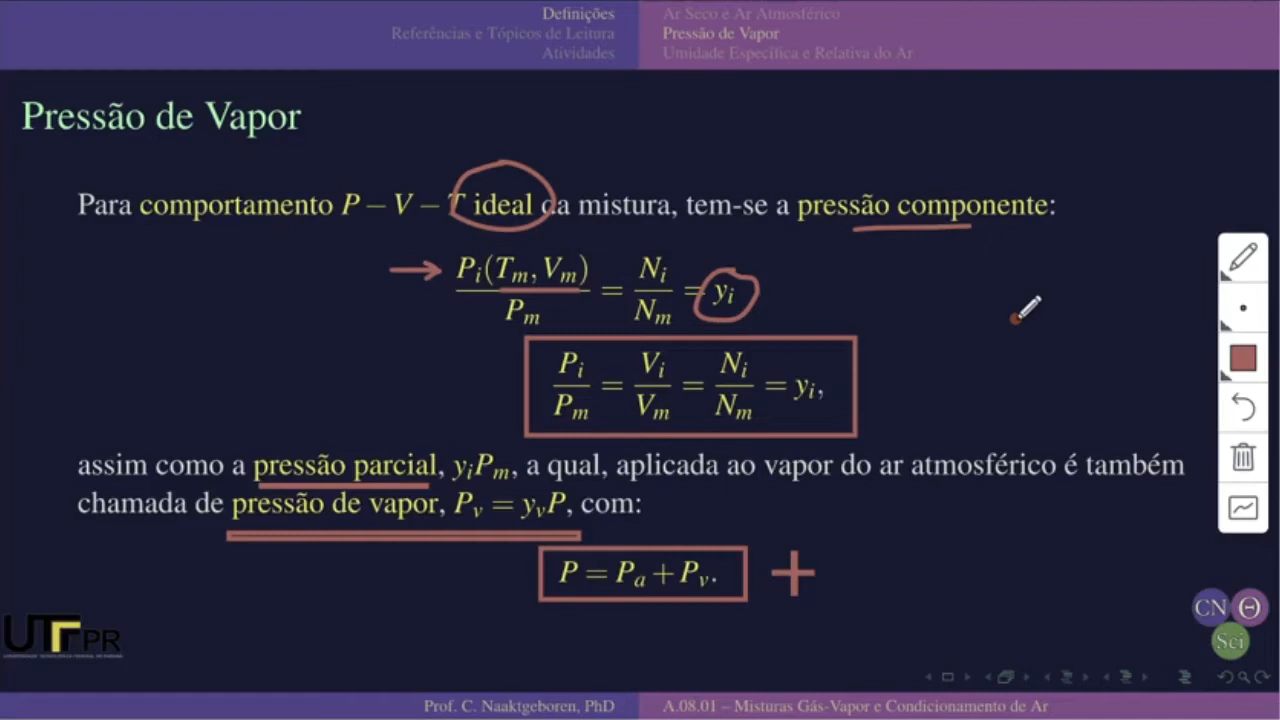 Definições
Referências e Tópicos de Leitura
Atividades
Ar Seco e Ar Atmosférico
Pressão de Vapor
Umidade Específica e Relativa do Ar
Pressão de Vapor
Para comportamento P − V − T ideal da mistura, tem-se a pressão componente:
P_i(T_m, V_m) / P_m = N_i / N_m = y_i
P_i / P_m = V_i / V_m = N_i / N_m = y_i,
assim como a pressão parcial, y_iP_m, a qual, aplicada ao vapor do ar atmosférico é também
chamada de pressão de vapor, P_v = y_vP, com:
P = P_a + P_v. +
CN Θ
Sci
UTFPR
Prof. C. Naaktgeboren, PhD
A.08.01 – Misturas Gás-Vapor e Condicionamento de Ar